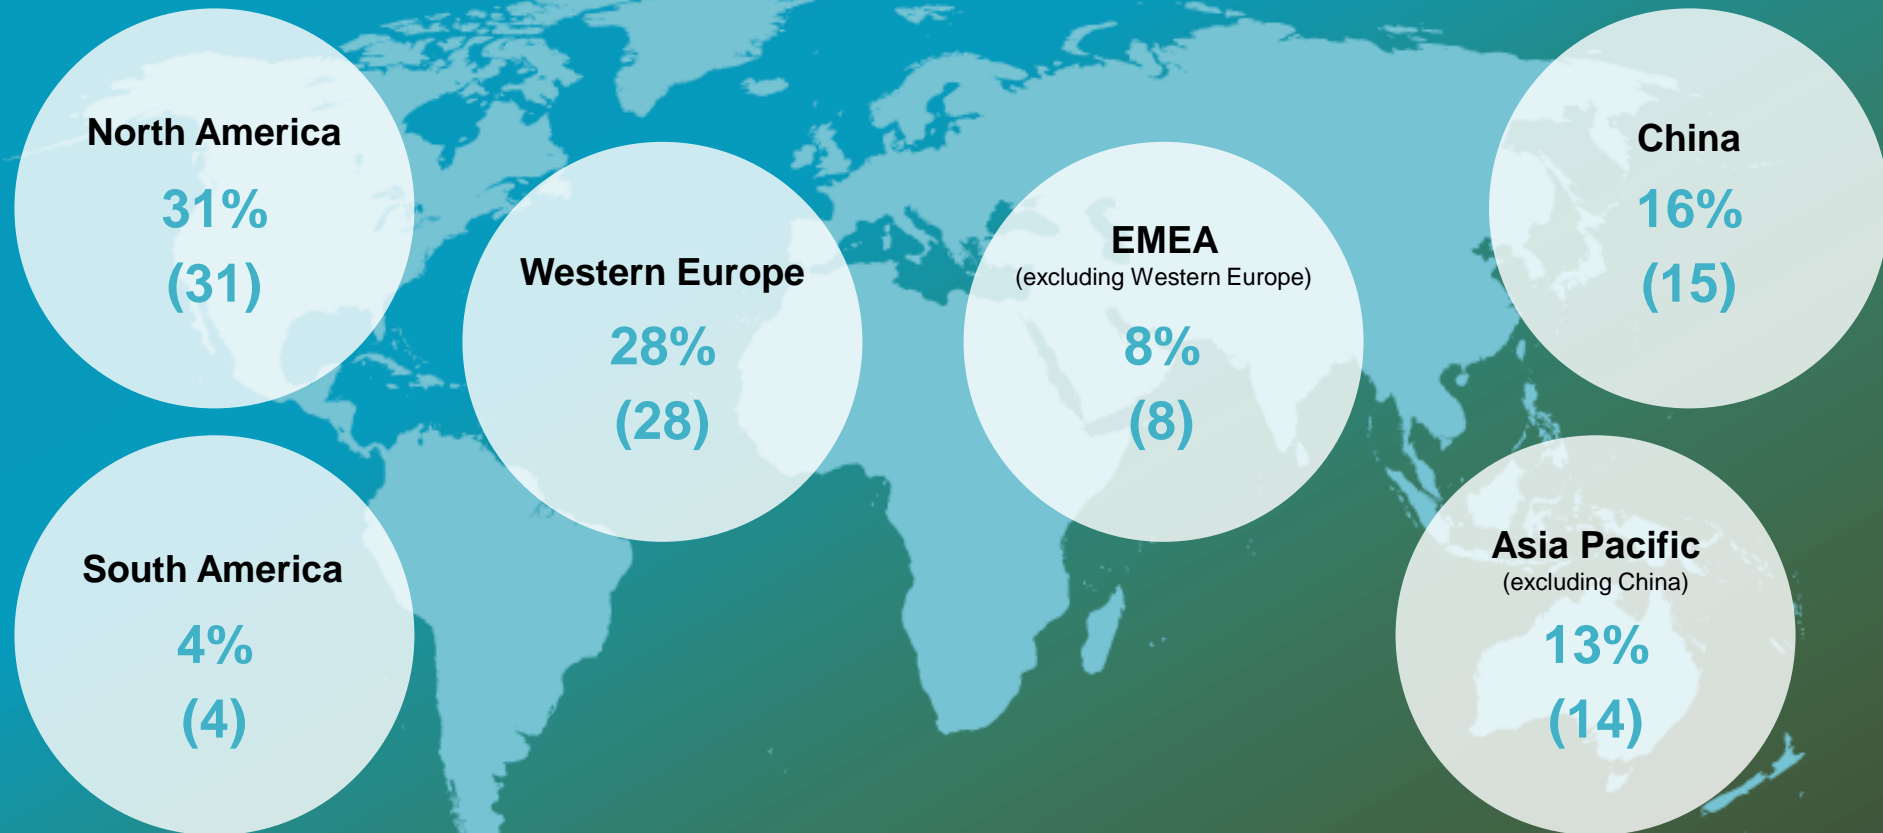 North America
31%
(31)
South America
4%
(4)
Western Europe
28%
(28)
EMEA
(excluding Western Europe)
8%
(8)
China
16%
(15)
Asia Pacific
(excluding China)
13%
(14)